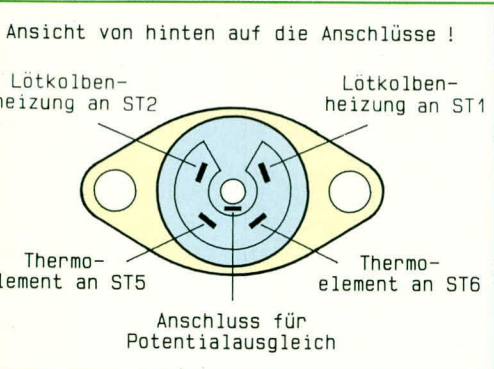 Ansicht von hinten auf die Anschlüsse !
Lötkolben-
heizung an ST2
Lötkolben-
heizung an ST1
Thermo-
element an ST5
Thermo-
element an ST6
Anschluss für
Potentialausgleich